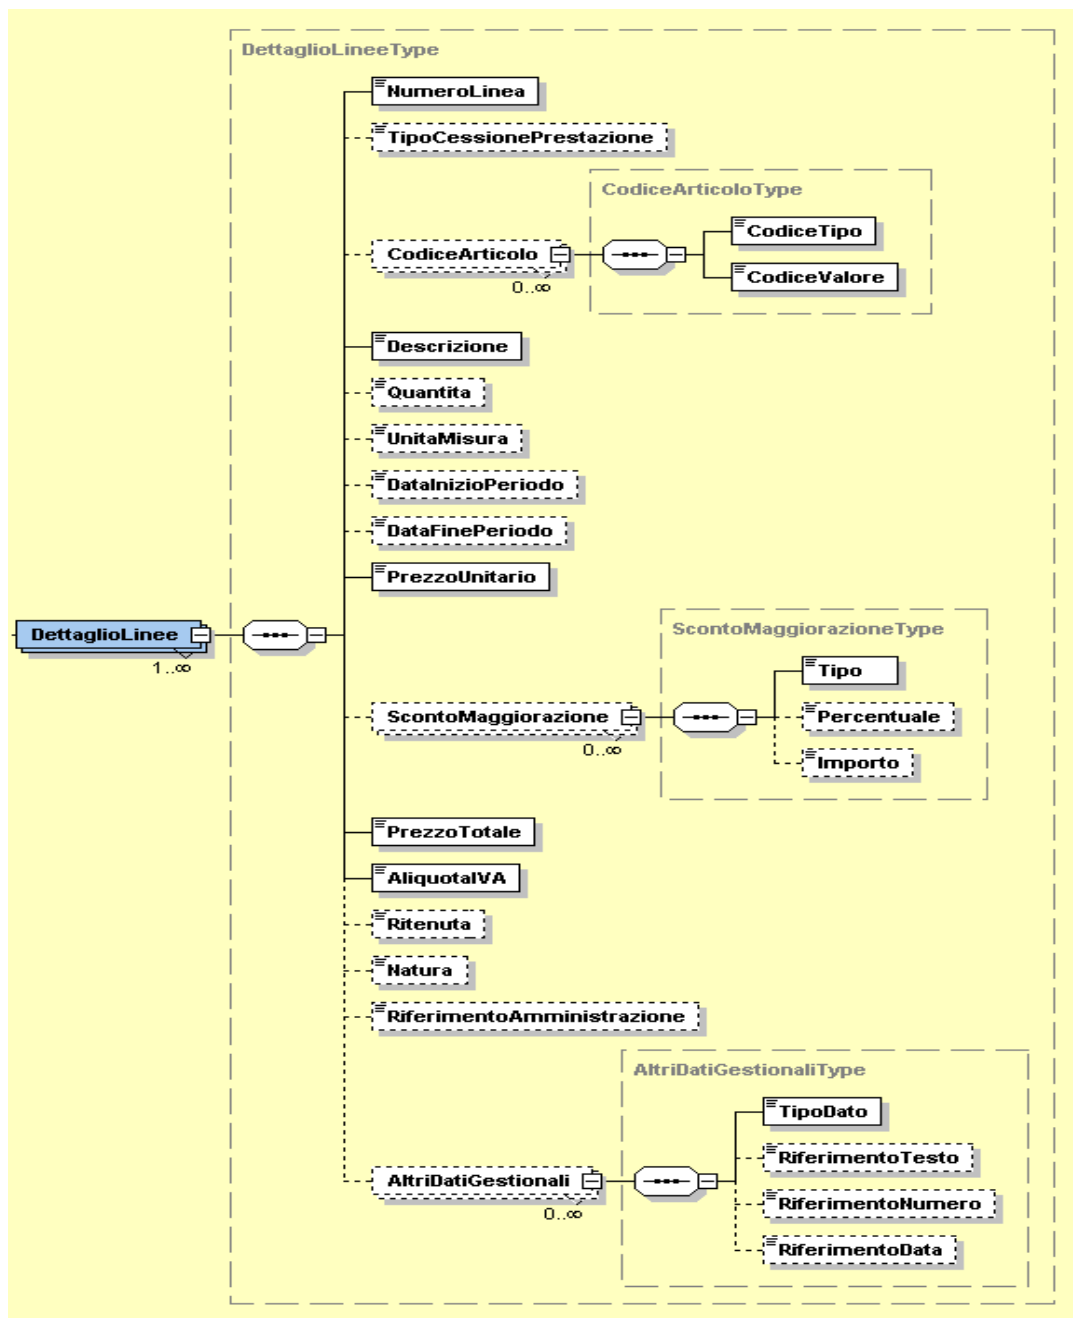 DettaglioLineeType
NumeroLinea
TipoCessionePrestazione
CodiceArticoloType
CodiceTipo
CodiceArticolo
CodiceValore
0..∞
Descrizione
Quantita
UnitaMisura
DataInizioPeriodo
DataFinePeriodo
PrezzoUnitario
DettaglioLinee
1..∞
ScontoMaggiorazioneType
Tipo
ScontoMaggiorazione
Percentuale
0..∞
Importo
PrezzoTotale
AliquotaIVA
Ritenuta
Natura
RiferimentoAmministrazione
AltriDatiGestionaliType
TipoDato
RiferimentoTesto
AltriDatiGestionali
RiferimentoNumero
0..∞
RiferimentoData